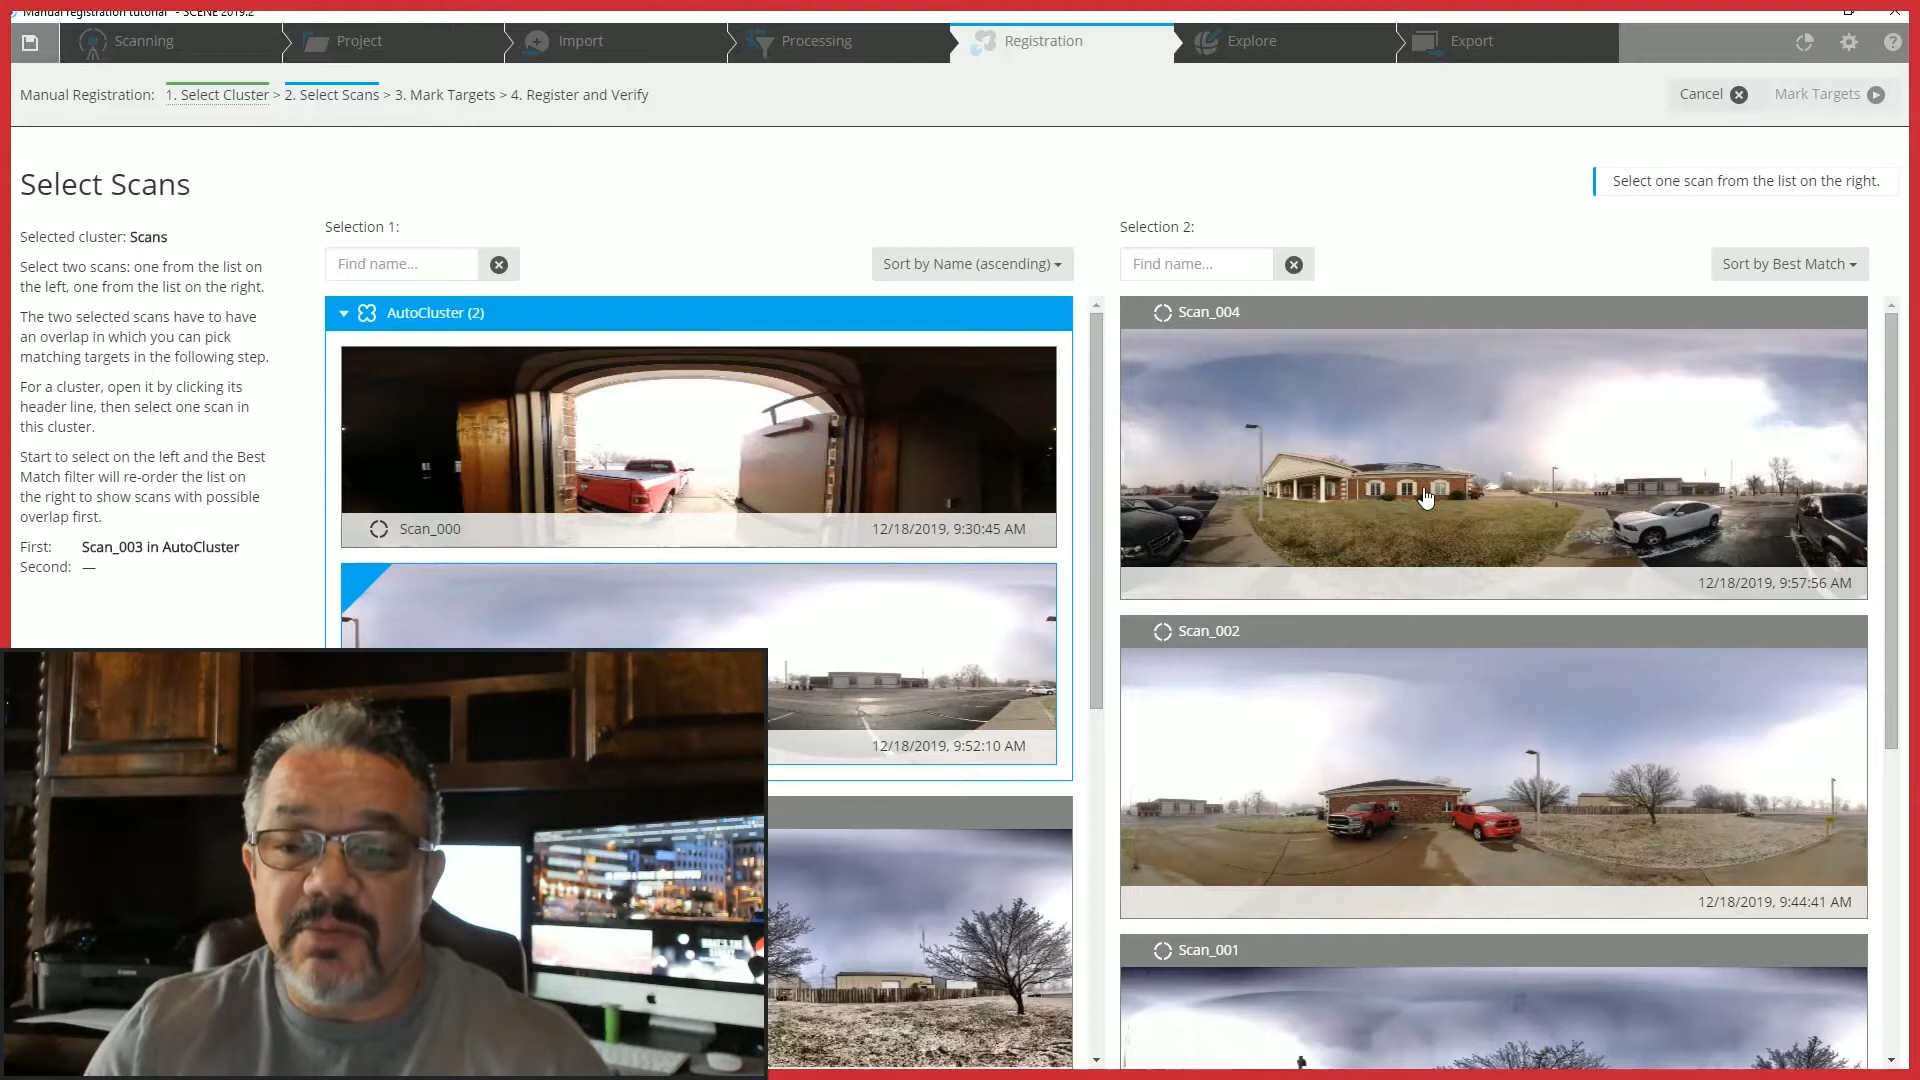 Manual registration tutorial - SCENE 2019.2
Scanning
Project
Import
Processing
Registration
Explore
Export
Manual Registration: 1. Select Cluster > 2. Select Scans > 3. Mark Targets > 4. Register and Verify
Cancel
Mark Targets
Select Scans
Select one scan from the list on the right.
Selected cluster: Scans
Select two scans: one from the list on
the left, one from the list on the right.
The two selected scans have to have
an overlap in which you can pick
matching targets in the following step.
For a cluster, open it by clicking its
header line, then select one scan in
this cluster.
Start to select on the left and the Best
Match filter will re-order the list on
the right to show scans with possible
overlap first.
First: Scan_003 in AutoCluster
Second: —
Selection 1:
Find name...
Sort by Name (ascending)
AutoCluster (2)
Scan_000
12/18/2019, 9:30:45 AM
12/18/2019, 9:52:10 AM
Selection 2:
Find name...
Sort by Best Match
Scan_004
12/18/2019, 9:57:56 AM
Scan_002
12/18/2019, 9:44:41 AM
Scan_001